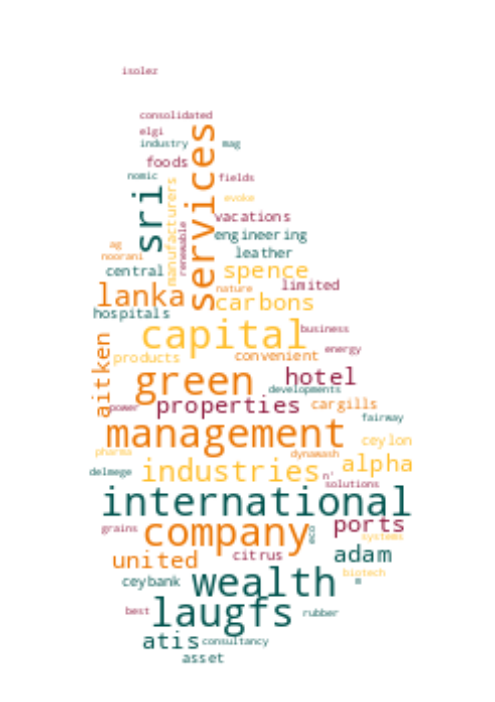 isolez
consolidated
elgi
services
industry
mag
foods
nomic
fields
manufacturers
sri
evoke
vacations
renewable
engineering
ag
leather
noorani
central
spence
lanka
nature
limited
carbons
hospitals
capital
business
aitken
products
convenient
energy
green
hotel
developments
power
properties
cargills
fairway
management
ceylon
pharma
dynawash
alpha
delmege
industries
n'
solutions
international
grains
company
eco
ports
systems
united
citrus
adam
biotech
ceybank
wealth
m
best
laugfs
rubber
atis
consultancy
asset